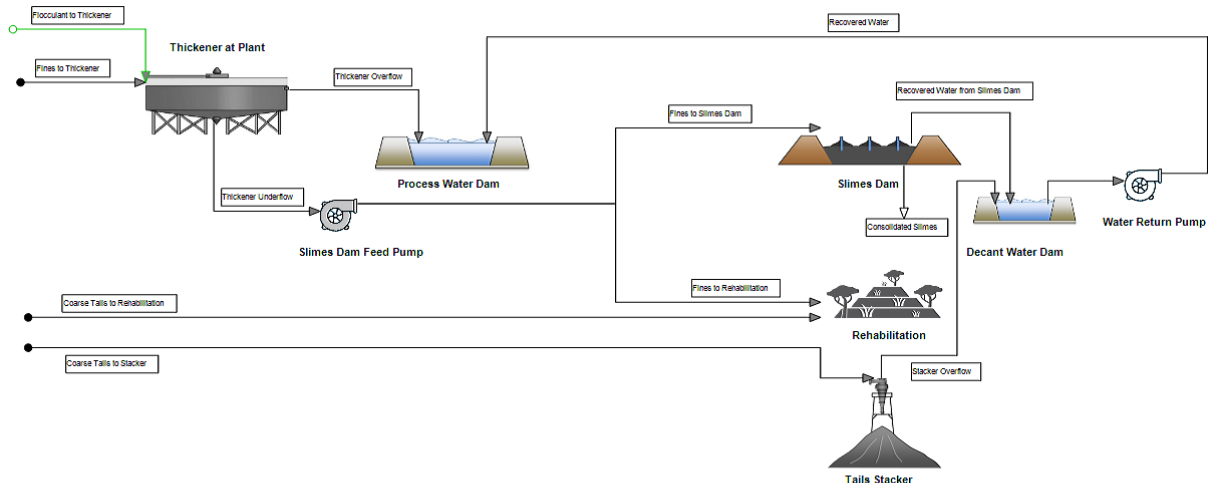 Flocculant to Thickener
Recovered Water
Thickener at Plant
Fines to Thickener
Thickener Overflow
Recovered Water from Slimes Dam
Fines to Slimes Dam
Process Water Dam
Slimes Dam
Thickener Underflow
Water Return Pump
Consolidated Slimes
Slimes Dam Feed Pump
Decant Water Dam
Fines to Rehabilitation
Coarse Tails to Rehabilitation
Rehabilitation
Coarse Tails to Stacker
Stacker Overflow
Tails Stacker